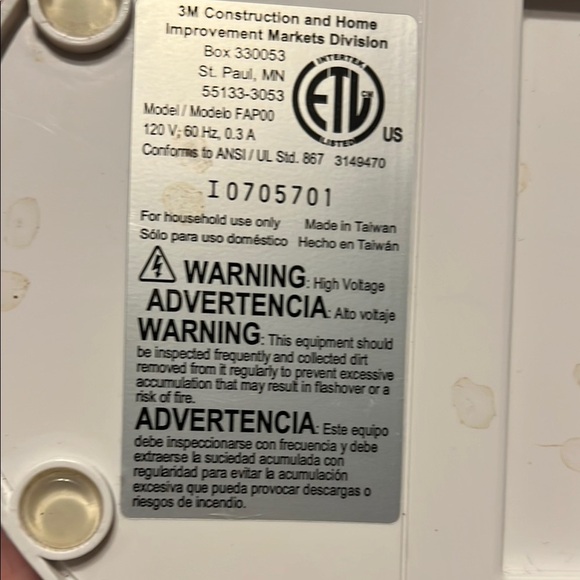 3M Construction and Home
Improvement Markets Division
Box 330053
St. Paul, MN
55133-3053
INTERTEK
ETL
CM
US
LISTED
Model / Modelo FAP00
120 V; 60 Hz, 0.3 A
Conforms to ANSI / UL Std. 867 3149470
I0705701
For household use only Made in Taiwan
Sólo para uso doméstico Hecho en Taiwán
WARNING: High Voltage
ADVERTENCIA: Alto voltaje
WARNING: This equipment should
be inspected frequently and collected dirt
removed from it regularly to prevent excessive
accumulation that may result in flashover or a
risk of fire.
ADVERTENCIA: Este equipo
debe inspeccionarse con frecuencia y debe
extraerse la suciedad acumulada con
regularidad para evitar la acumulación
excesiva que pueda provocar descargas o
riesgos de incendio.